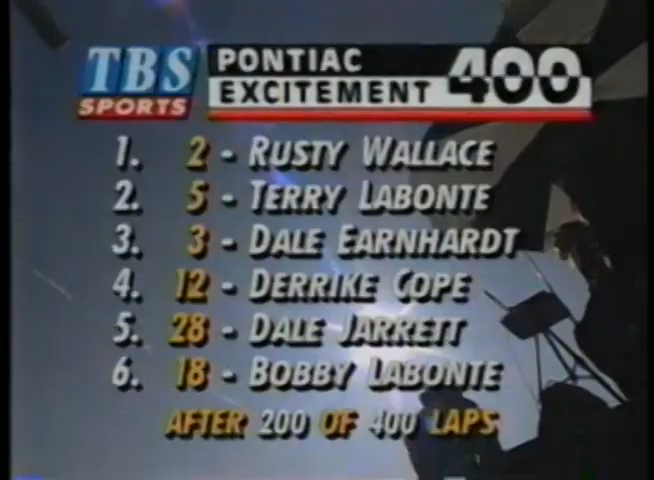 TBS
SPORTS
PONTIAC
EXCITEMENT 400
1. 2 - RUSTY WALLACE
2. 5 - TERRY LABONTE
3. 3 - DALE EARNHARDT
4. 12 - DERRIKE COPE
5. 28 - DALE JARRETT
6. 18 - BOBBY LABONTE
AFTER 200 OF 400 LAPS